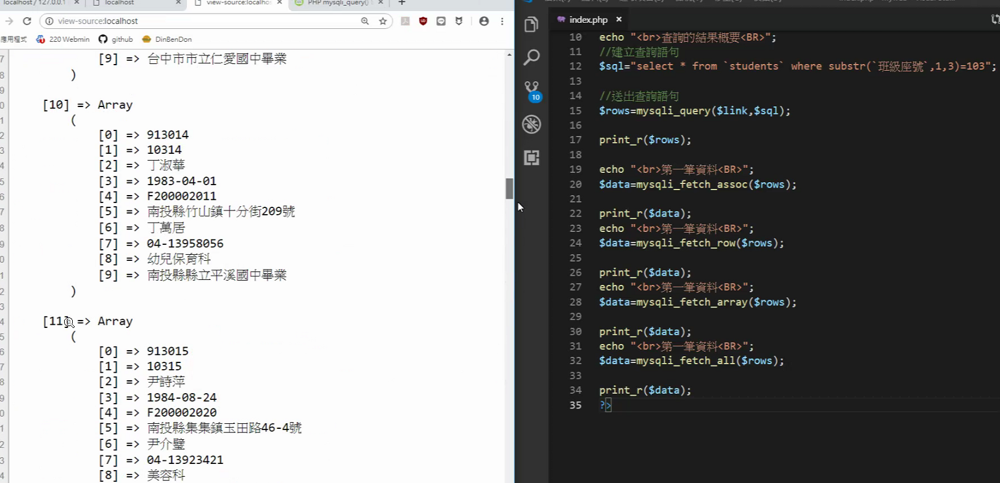 localhost / 127.0.0.1
localhost
view-source:localhos
PHP mysqli_query()
view-source:localhost
應用程式
220 Webmin
github
DinBenDon
[9] => 台中市市立仁愛國中畢業
)
[10] => Array
(
[0] => 913014
[1] => 10314
[2] => 丁淑華
[3] => 1983-04-01
[4] => F200002011
[5] => 南投縣竹山鎮十分街209號
[6] => 丁萬居
[7] => 04-13958056
[8] => 幼兒保育科
[9] => 南投縣縣立平溪國中畢業
)
[11] => Array
(
[0] => 913015
[1] => 10315
[2] => 尹詩萍
[3] => 1984-08-24
[4] => F200002020
[5] => 南投縣集集鎮玉田路46-4號
[6] => 尹介璧
[7] => 04-13923421
[8] => 美容科
index.php
10
10 echo "<br>查詢的結果概要<BR>";
11 //建立查詢語句
12 $sql="select * from `students` where substr(`班級座號`,1,3)=103";
13
14 //送出查詢語句
15 $rows=mysqli_query($link,$sql);
16
17 print_r($rows);
18
19 echo "<br>第一筆資料<BR>";
20 $data=mysqli_fetch_assoc($rows);
21
22 print_r($data);
23 echo "<br>第一筆資料<BR>";
24 $data=mysqli_fetch_row($rows);
25
26 print_r($data);
27 echo "<br>第一筆資料<BR>";
28 $data=mysqli_fetch_array($rows);
29
30 print_r($data);
31 echo "<br>第一筆資料<BR>";
32 $data=mysqli_fetch_all($rows);
33
34 print_r($data);
35 ?>